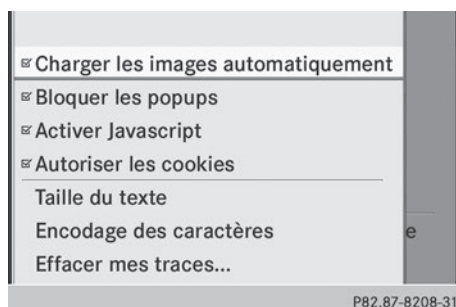 Charger les images automatiquement
Bloquer les popups
Activer Javascript
Autoriser les cookies
Taille du texte
Encodage des caractères
e
Effacer mes traces...
P82.87-8208-31